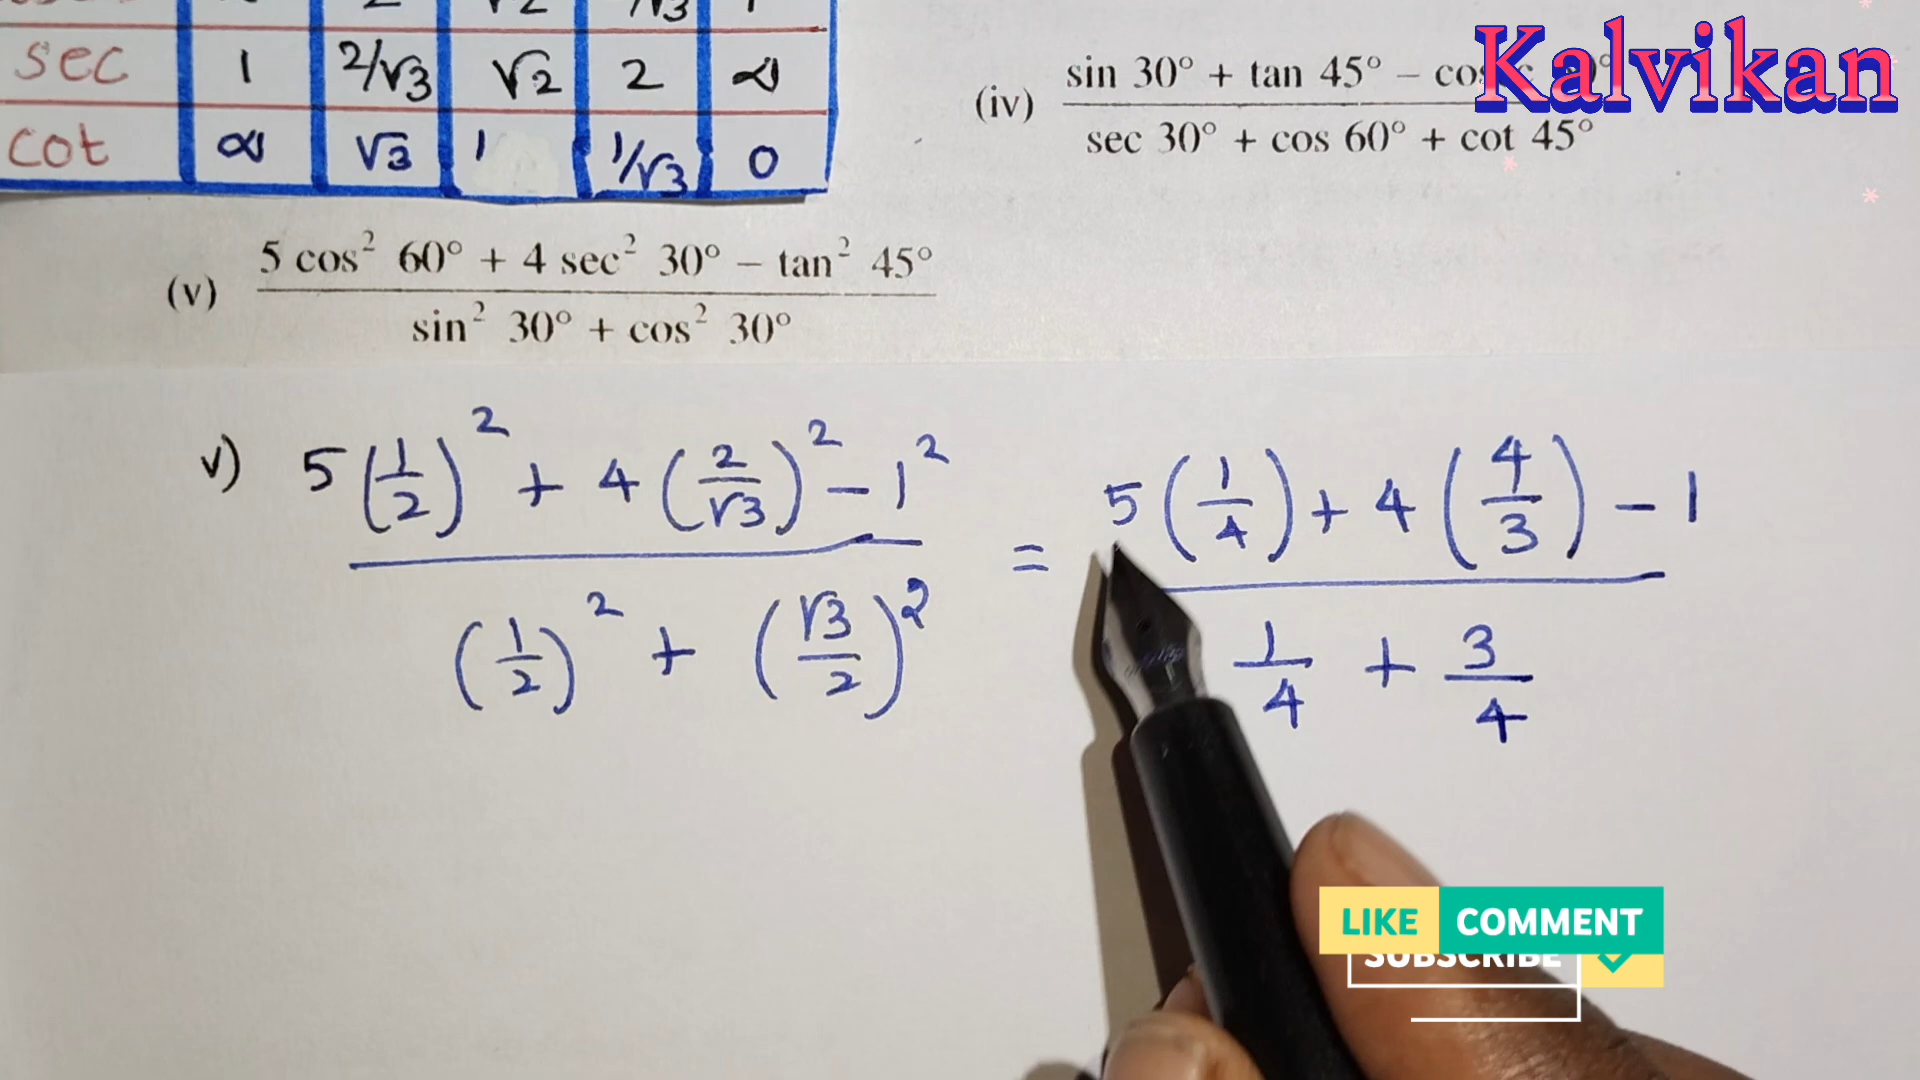 sec 1 2/√3 √2 2 ∞
cot ∞ √3 1 1/√3 0
Kalvikan
(iv) sin 30° + tan 45° –
sec 30° + cos 60° + cot 45°
(v) 5 cos² 60° + 4 sec² 30° – tan² 45°
sin² 30° + cos² 30°
v) 5(1/2)² + 4(2/√3)² – 1² = 5(1/4) + 4(4/3) – 1
(1/2)² + (√3/2)² 1/4 + 3/4
LIKE COMMENT
SUBSCRIBE